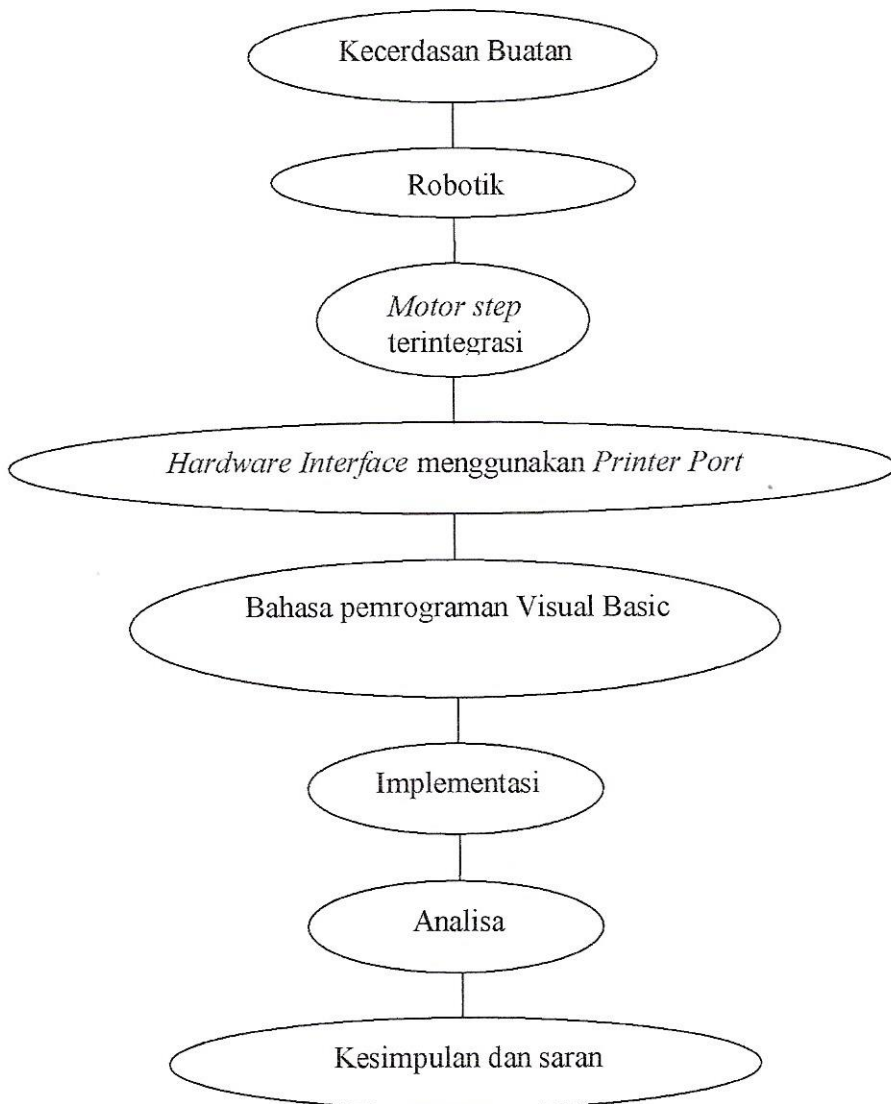 Kecerdasan Buatan
Robotik
Motor step
terintegrasi
Hardware Interface menggunakan Printer Port
Bahasa pemrograman Visual Basic
Implementasi
Analisa
Kesimpulan dan saran